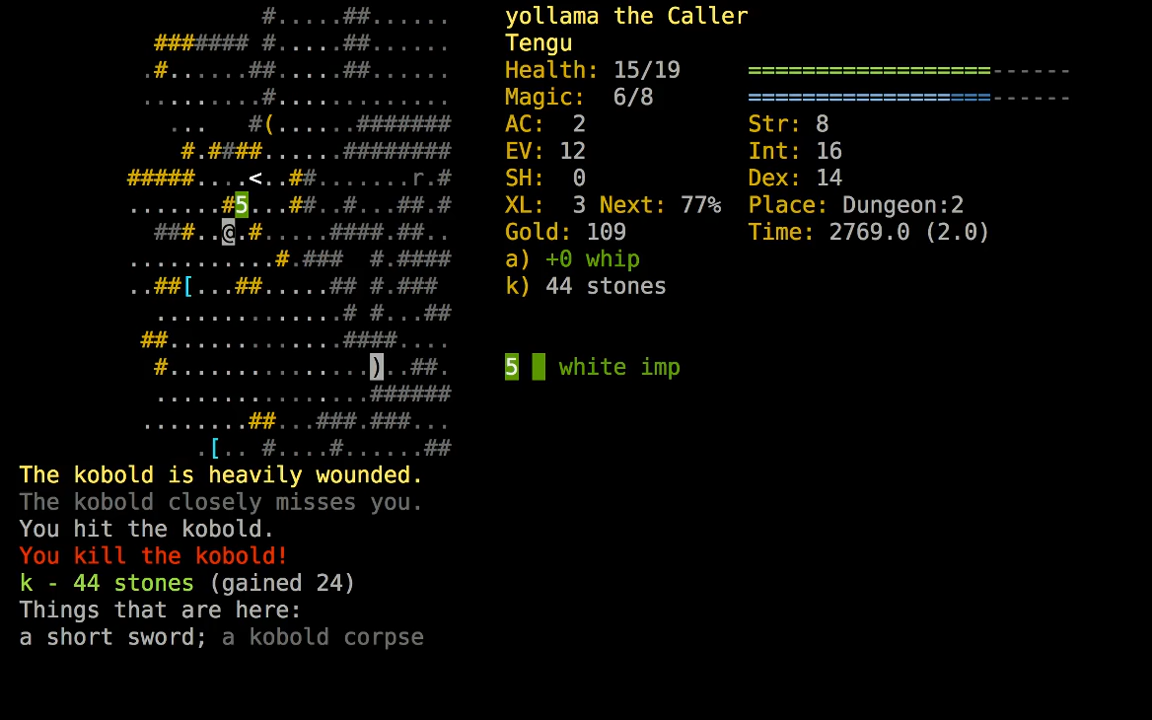 #.....##......          yollama the Caller
####### #.....##......          Tengu
.#......##....##......          Health: 15/19     ==================------
.........#.............          Magic:  6/8       ==================------
...   #(......#######          AC:  2            Str: 8
#.####......########          EV: 12            Int: 16
#####....<..##.......r.#          SH:  0            Dex: 14
.......#5...##..#...##.#          XL:  3 Next: 77%  Place: Dungeon:2
###..@.#.....####.##..          Gold: 109         Time: 2769.0 (2.0)
...........#.###  #.####          a) +0 whip
..##[...##.....## #.###          k) 44 stones
..............# #...##
##.............####....
#...............)..##.          5   white imp
................######
........##...###.###...
.[.. #....#......##
The kobold is heavily wounded.
The kobold closely misses you.
You hit the kobold.
You kill the kobold!
k - 44 stones (gained 24)
Things that are here:
a short sword; a kobold corpse